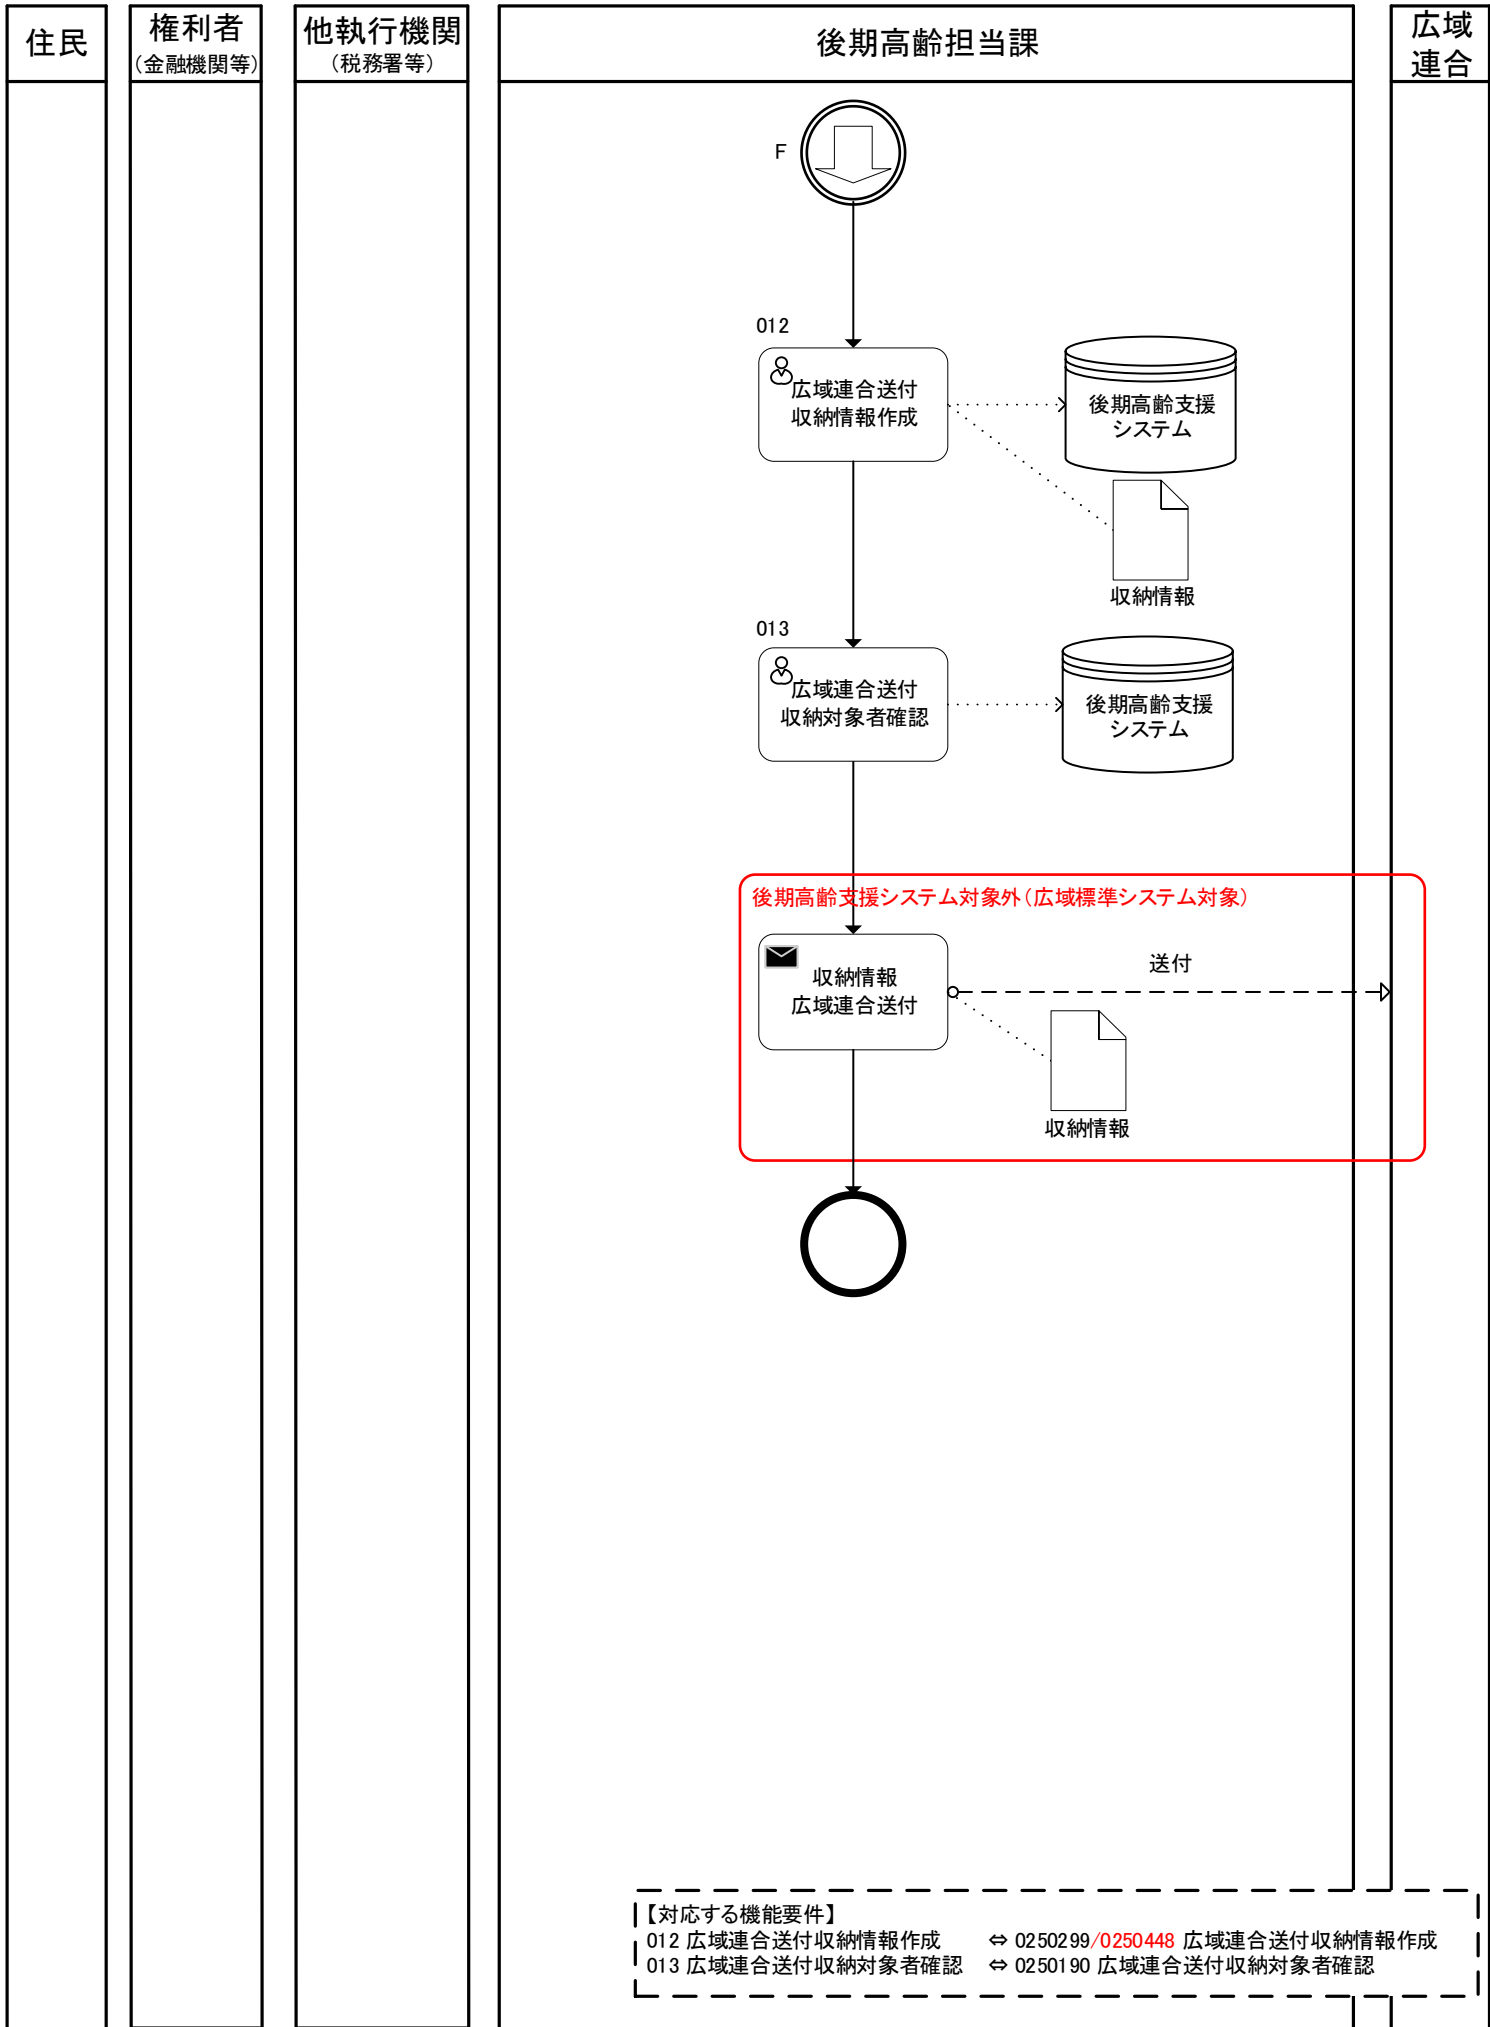 住民
権利者
（金融機関等）
他執行機関
（税務署等）
後期高齢担当課
広域
連合
F
012
広域連合送付
収納情報作成
後期高齢支援
システム
収納情報
013
広域連合送付
収納対象者確認
後期高齢支援
システム
後期高齢支援システム対象外（広域標準システム対象）
収納情報
広域連合送付
送付
収納情報
【対応する機能要件】
012 広域連合送付収納情報作成 ⇔ 0250299/0250448 広域連合送付収納情報作成
013 広域連合送付収納対象者確認 ⇔ 0250190 広域連合送付収納対象者確認